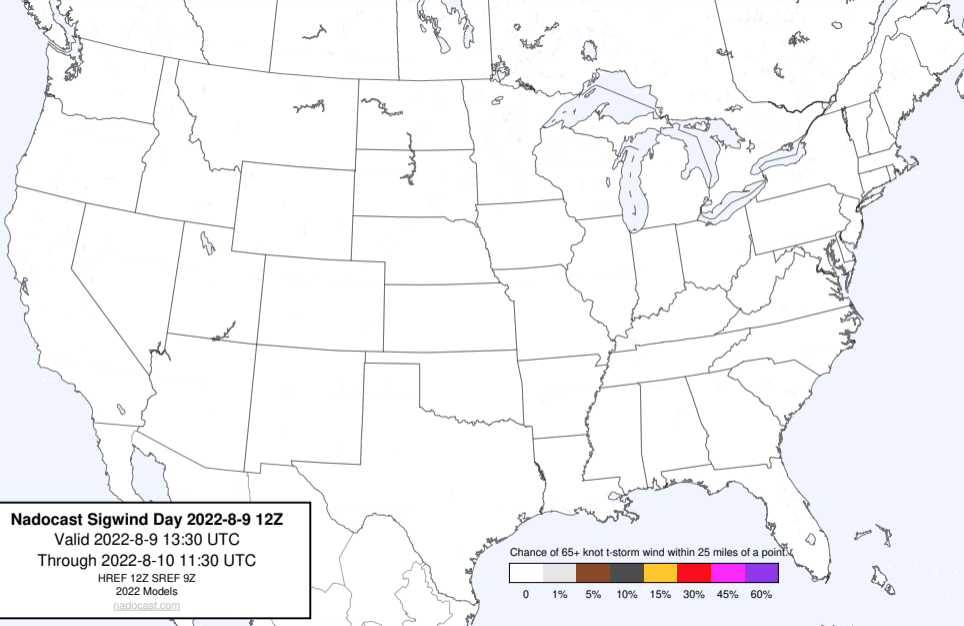 Nadocast Sigwind Day 2022-8-9 12Z
Valid 2022-8-9 13:30 UTC
Through 2022-8-10 11:30 UTC
HREF 12Z SREF 9Z
2022 Models
nadocast.com
Chance of 65+ knot t-storm wind within 25 miles of a point.
0 1% 5% 10% 15% 30% 45% 60%